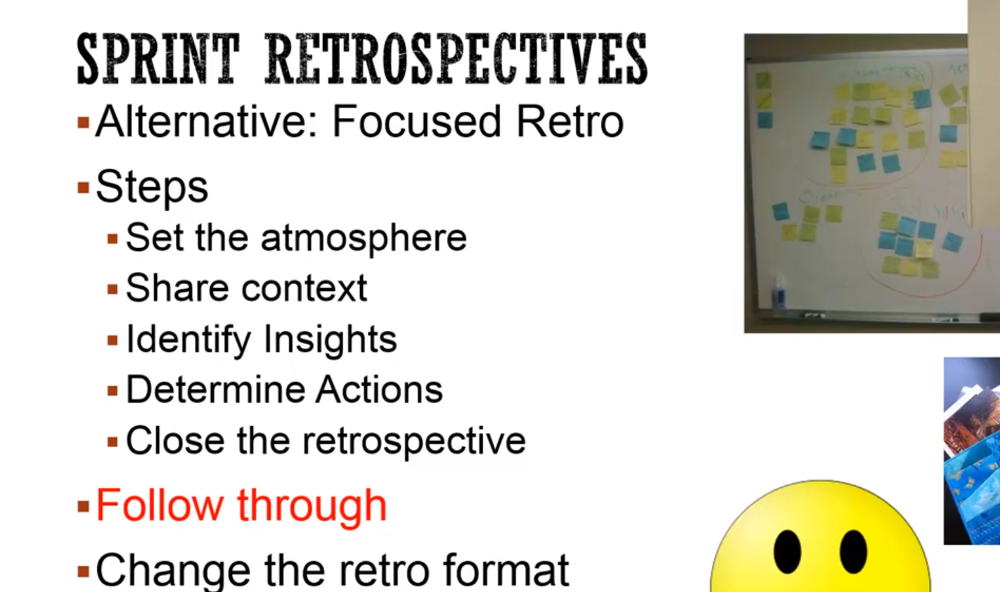 SPRINT RETROSPECTIVES
Alternative: Focused Retro
Steps
Set the atmosphere
Share context
Identify Insights
Determine Actions
Close the retrospective
Follow through
Change the retro format